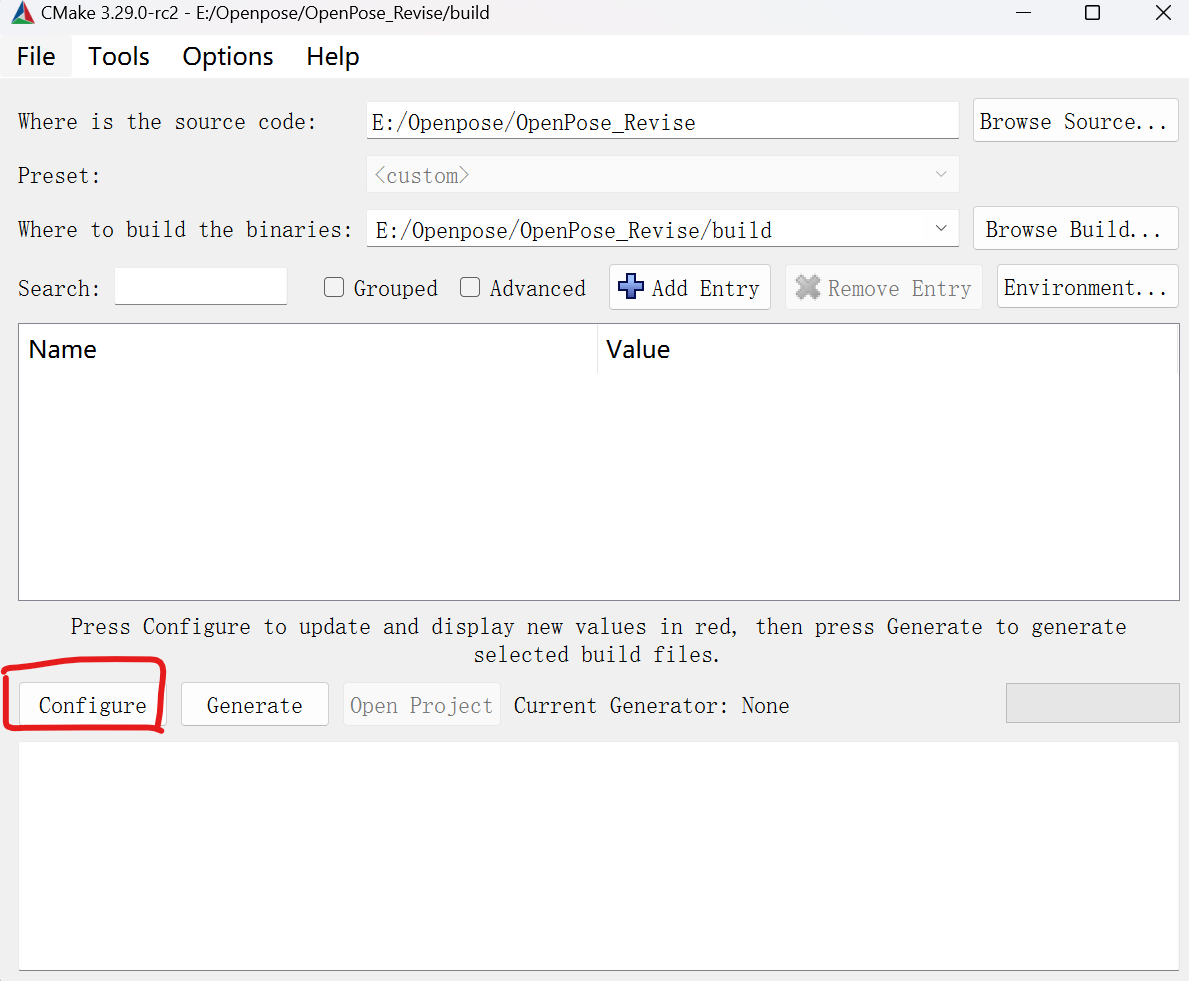 CMake 3.29.0-rc2 - E:/Openpose/OpenPose_Revise/build
File Tools Options Help
Where is the source code: E:/Openpose/OpenPose_Revise Browse Source...
Preset: <custom>
Where to build the binaries: E:/Openpose/OpenPose_Revise/build Browse Build...
Search: Grouped Advanced Add Entry Remove Entry Environment...
Name Value
Press Configure to update and display new values in red, then press Generate to generate
selected build files.
Configure Generate Open Project Current Generator: None